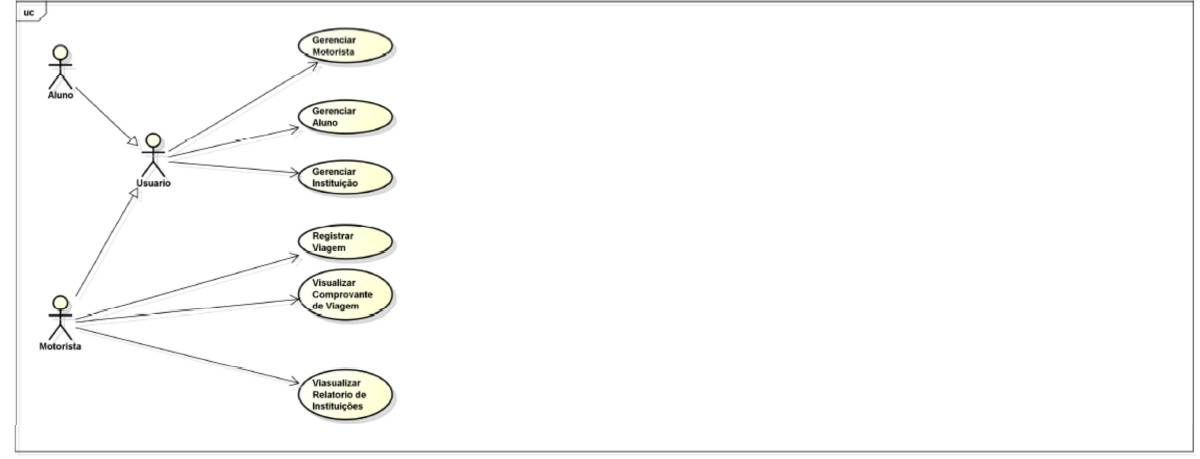 uc
Gerenciar
Motorista
Aluno
Gerenciar
Aluno
Usuario
Gerenciar
Instituição
Registrar
Viagem
Visualizar
Comprovante
de Viagem
Motorista
Viasualizar
Relatorio de
Instituições